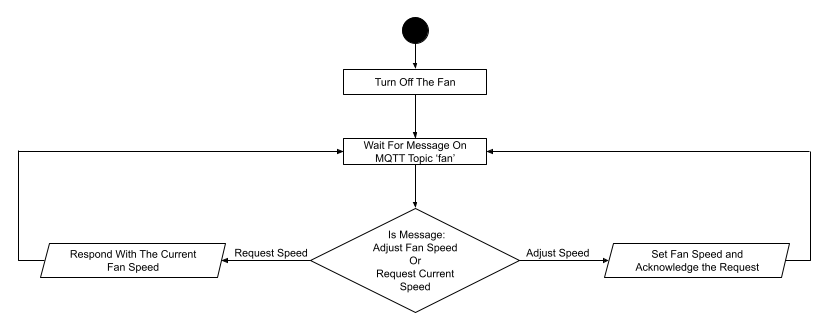 Turn Off The Fan
Wait For Message On
MQTT Topic ‘fan’
Is Message:
Adjust Fan Speed
Or
Request Current
Speed
Request Speed
Adjust Speed
Respond With The Current
Fan Speed
Set Fan Speed and
Acknowledge the Request